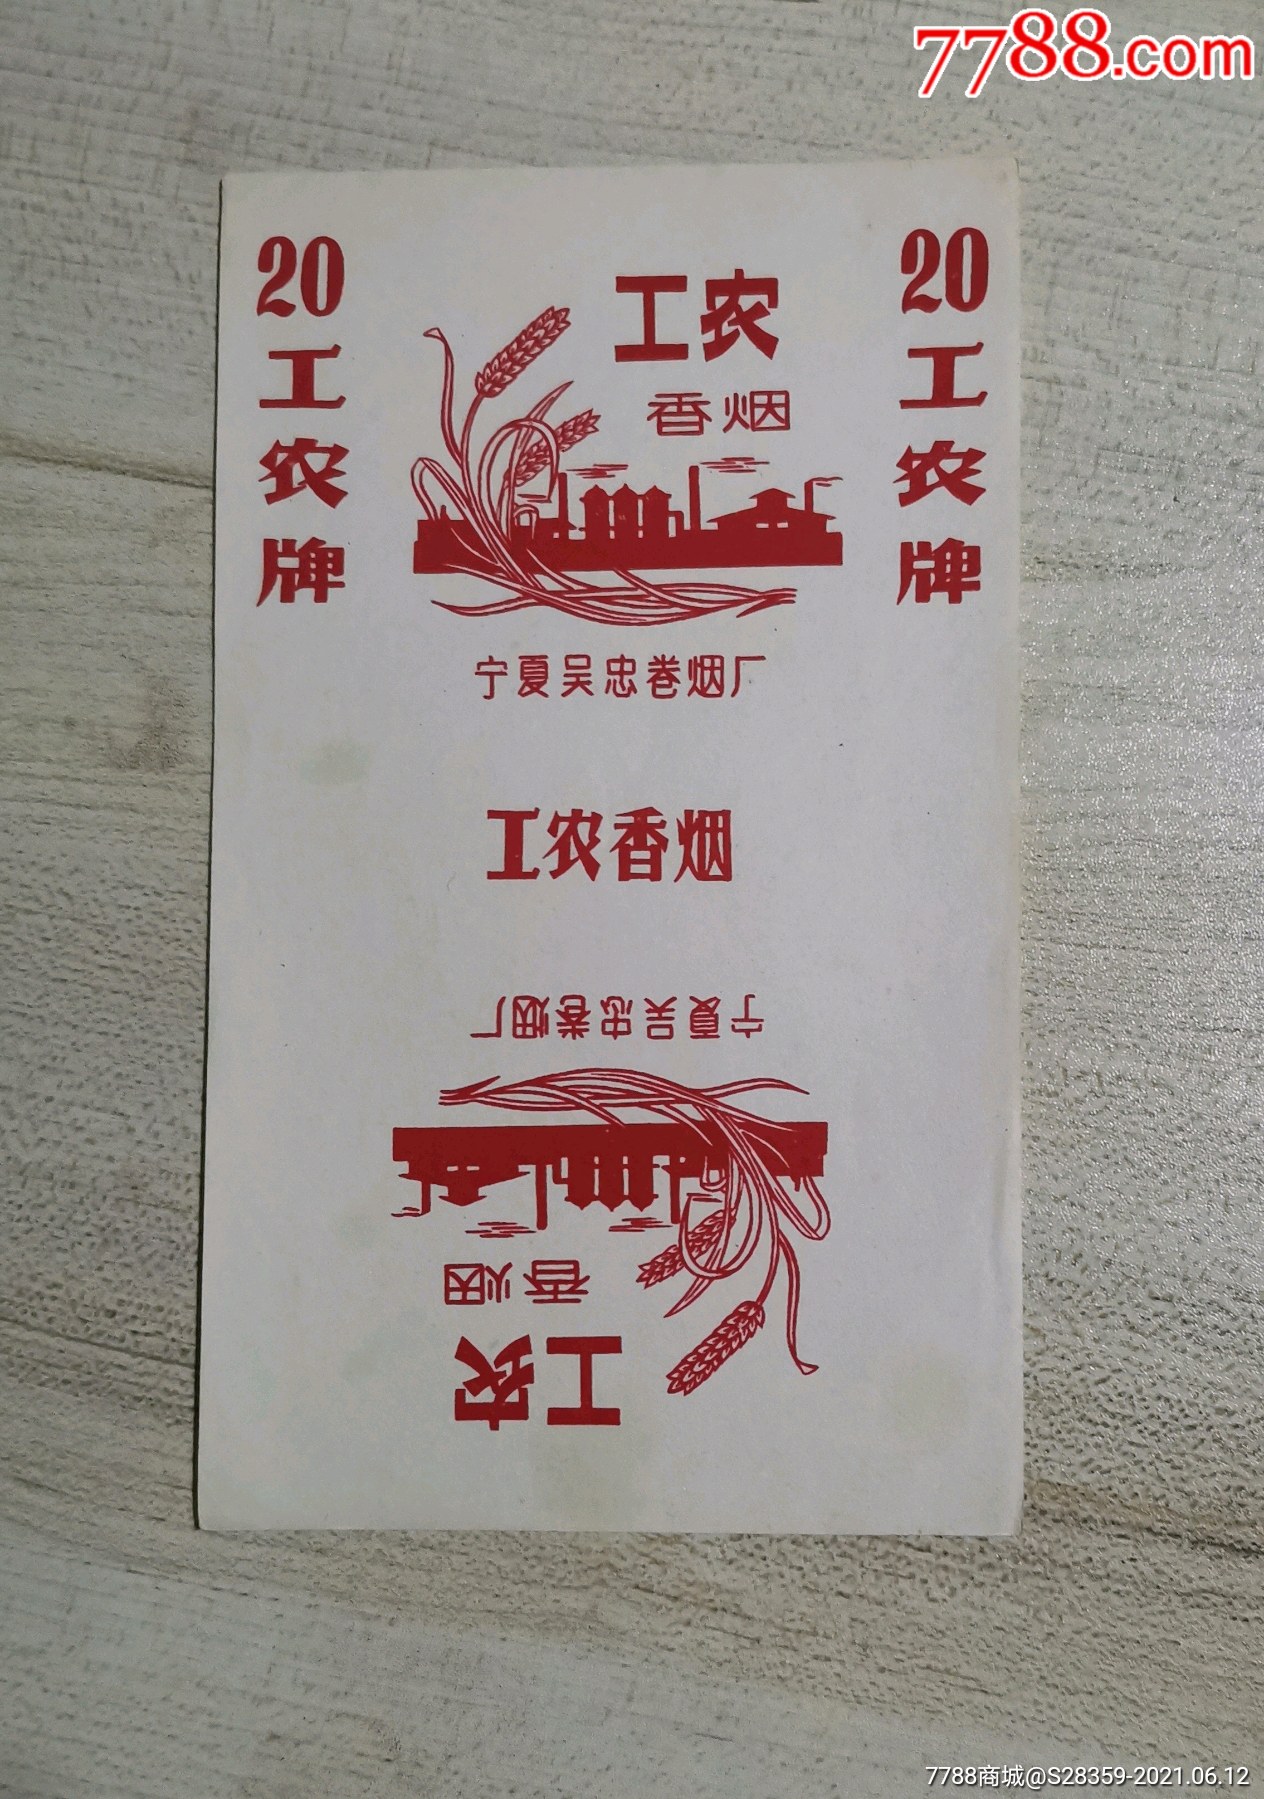 7788.com
20
工
农
牌
工农
香烟
20
工
农
牌
宁夏吴忠卷烟厂
工农香烟
宁夏吴忠卷烟厂
香烟
工农
7788商城@S28359-2021.06.12